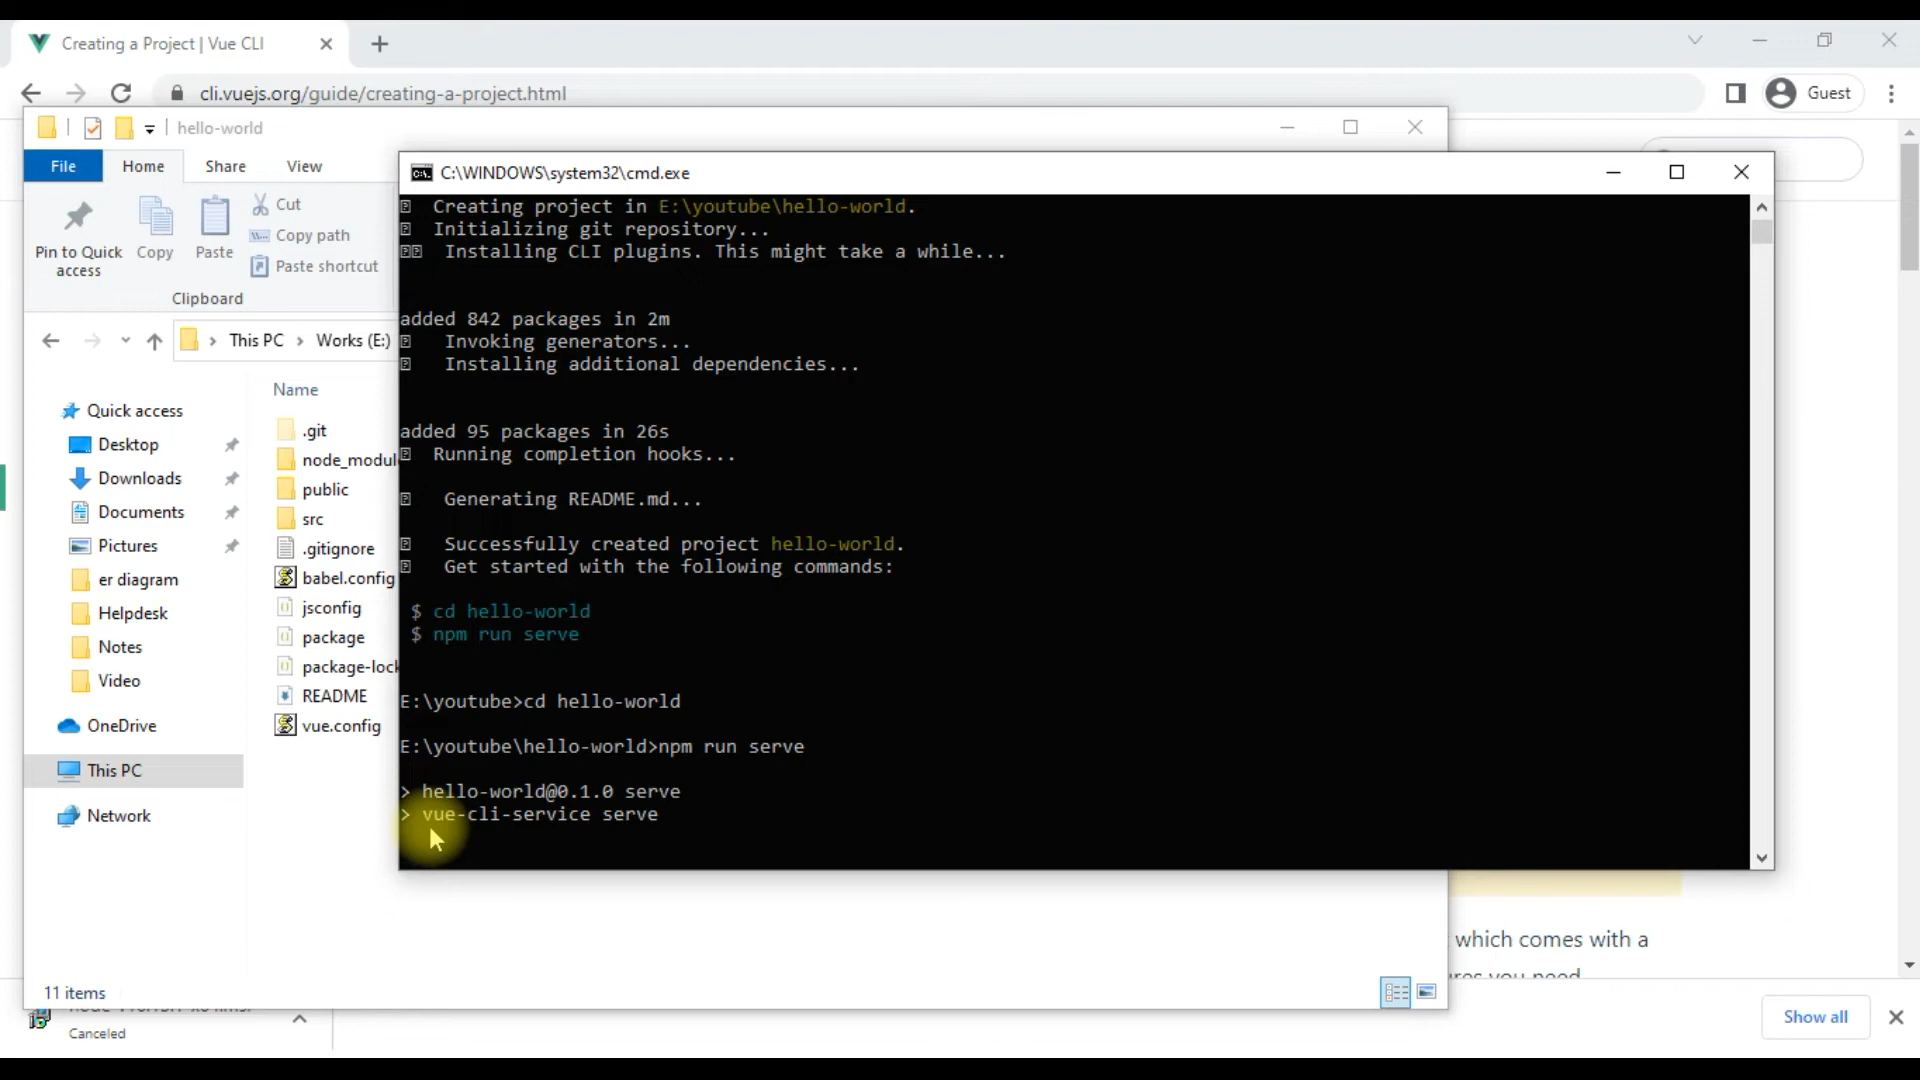 Creating a Project | Vue CLI
cli.vuejs.org/guide/creating-a-project.html
Guest
hello-world
File Home Share View
Pin to Quick access
Copy
Paste
Cut
Copy path
Paste shortcut
Clipboard
This PC > Works (E:)
Name
Quick access
Desktop
Downloads
Documents
Pictures
er diagram
Helpdesk
Notes
Video
OneDrive
This PC
Network
.git
node_modul
public
src
.gitignore
babel.config
jsconfig
package
package-lock
README
vue.config
11 items
C:\WINDOWS\system32\cmd.exe
Creating project in E:\youtube\hello-world.
Initializing git repository...
Installing CLI plugins. This might take a while...
added 842 packages in 2m
Invoking generators...
Installing additional dependencies...
added 95 packages in 26s
Running completion hooks...
Generating README.md...
Successfully created project hello-world.
Get started with the following commands:
$ cd hello-world
$ npm run serve
E:\youtube>cd hello-world
E:\youtube\hello-world>npm run serve
> hello-world@0.1.0 serve
> vue-cli-service serve
which comes with a
you need
Canceled
Show all